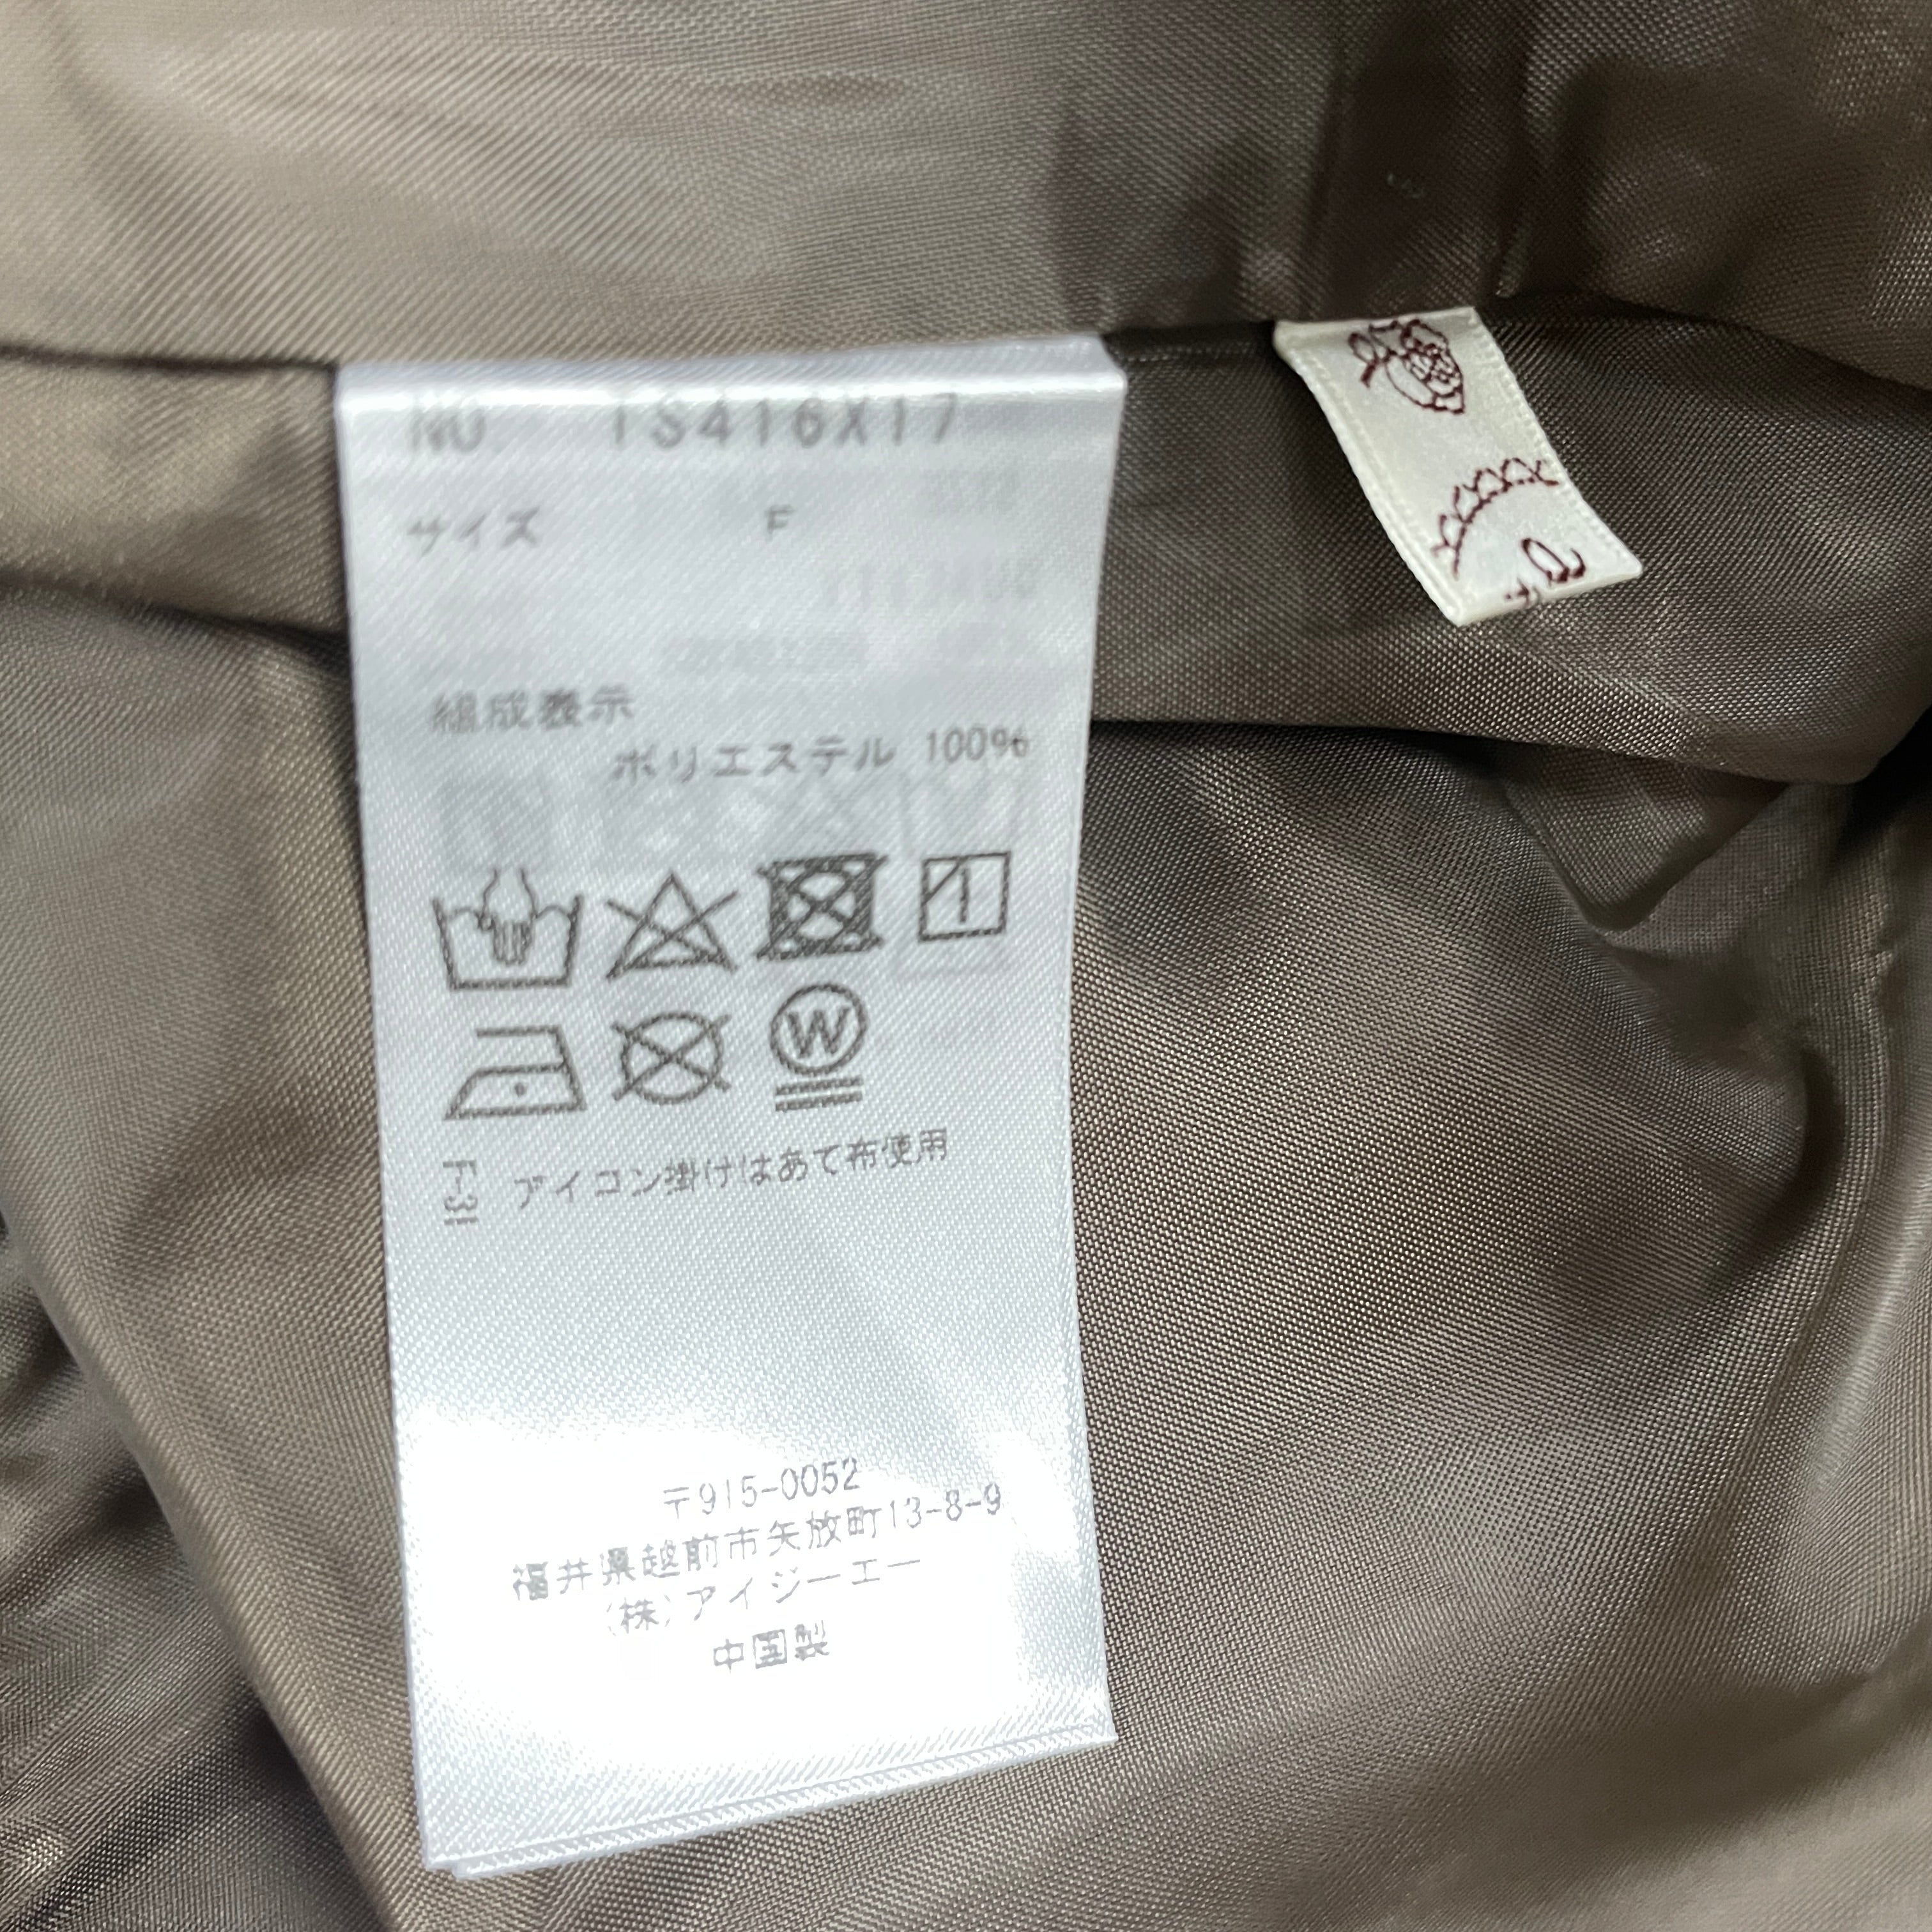 NO. TS416X17
サイズ F
組成表示
ポリエステル 100%
W
F-31 アイロン掛けはあて布使用
〒915-0052
福井県越前市矢放町13-8-9
(株)アイジーエー
中国製